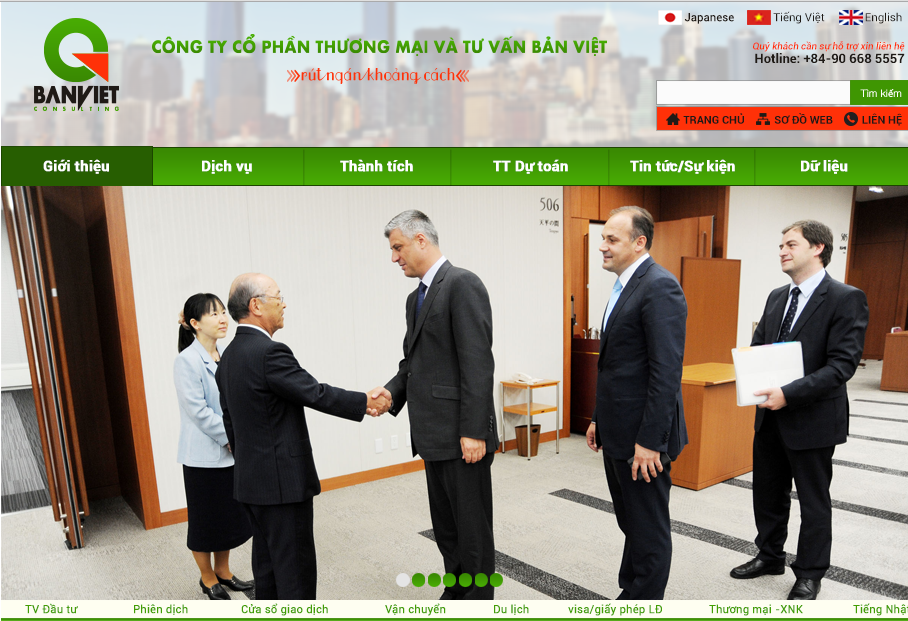 Japanese
Tiếng Việt
English
CÔNG TY CỔ PHẦN THƯƠNG MẠI VÀ TƯ VẤN BẢN VIỆT
rút ngắn khoảng cách
BANVIET
CONSULTING
Quý khách cần sự hỗ trợ xin liên hệ
Hotline: +84-90 668 5557
Tìm kiếm
TRANG CHỦ
SƠ ĐỒ WEB
LIÊN HỆ
Giới thiệu
Dịch vụ
Thành tích
TT Dự toán
Tin tức/Sự kiện
Dữ liệu
506
TV Đầu tư
Phiên dịch
Cửa sổ giao dịch
Vận chuyển
Du lịch
visa/giấy phép LĐ
Thương mại -XNK
Tiếng Nhật